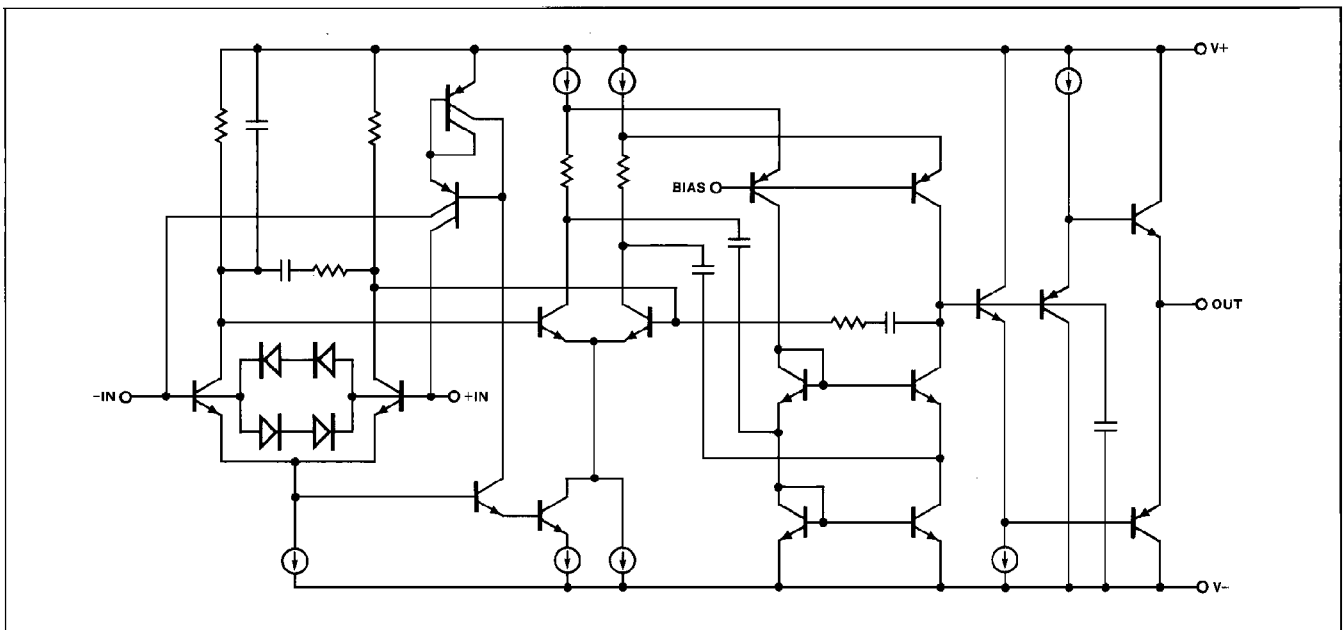 V+
BIAS
OUT
-IN
+IN
V-